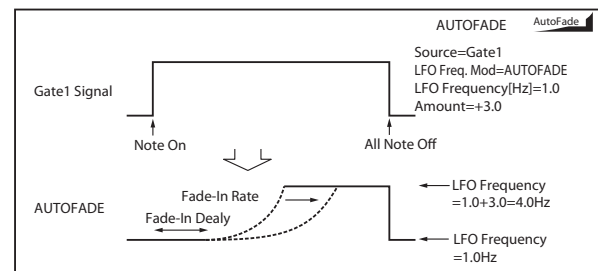 AUTOFADE
AutoFade
Source=Gate1
LFO Freq. Mod=AUTOFADE
LFO Frequency[Hz]=1.0
Amount=+3.0
Gate1 Signal
Note On
All Note Off
AUTOFADE
Fade-In Rate
Fade-In Dealy
LFO Frequency
=1.0+3.0=4.0Hz
LFO Frequency
=1.0Hz